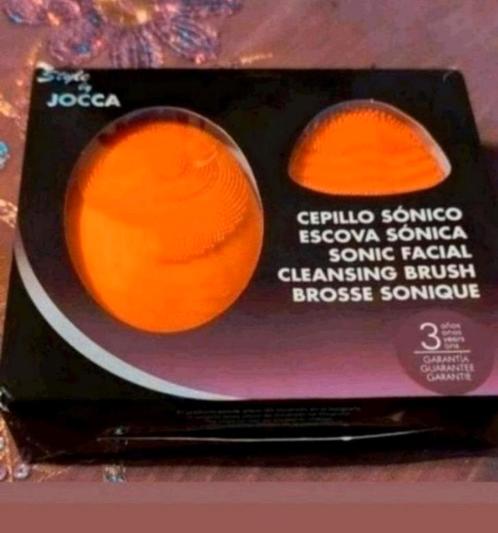 Style
by
JOCCA
CEPILLO SÓNICO
ESCOVA SÓNICA
SONIC FACIAL
CLEANSING BRUSH
BROSSE SONIQUE
3
años
anos
years
ans
GARANTÍA
GUARANTEE
GARANTIE